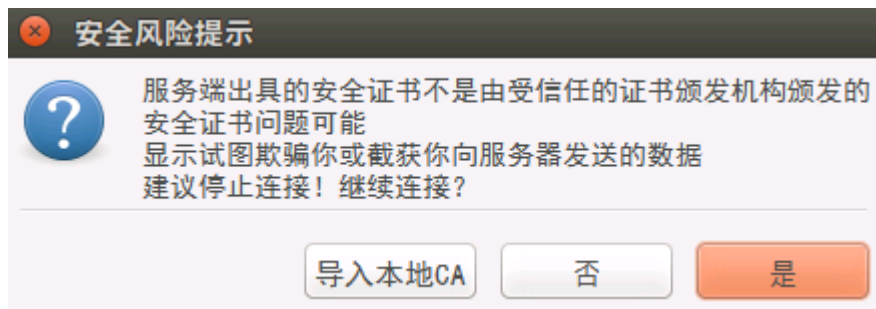 安全风险提示
服务端出具的安全证书不是由受信任的证书颁发机构颁发的
安全证书问题可能
显示试图欺骗你或截获你向服务器发送的数据
建议停止连接！继续连接？
导入本地CA 否 是